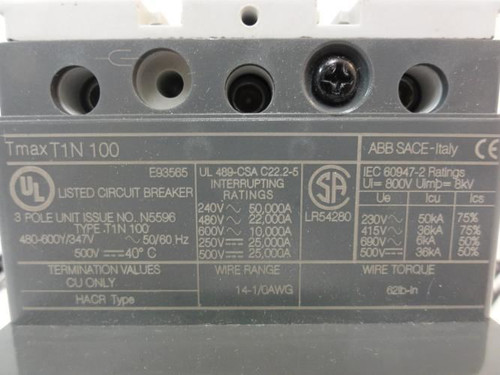 Tmax T1N 100
ABB SACE-Italy CE
E93565
UL
LISTED CIRCUIT BREAKER
3 POLE UNIT ISSUE NO. N5596
TYPE T1N 100
480-600Y/347V ∿ 50/60 Hz
500V ⎓ 40° C
UL 489-CSA C22.2-5
INTERRUPTING
RATINGS
240V ∿ 50,000A
480V ∿ 22,000A
600V ∿ 10,000A
250V ⎓ 25,000A
500V ⎓ 25,000A
SA
LR54280
IEC 60947-2 Ratings
Ui= 800V Uimp= 8kV
Ue Icu Ics
230V ∿ 50kA 75%
415V ∿ 36kA 75%
690V ∿ 6kA 50%
500V ⎓ 36kA 50%
TERMINATION VALUES
CU ONLY
HACR Type
WIRE RANGE
14-1/0AWG
WIRE TORQUE
62lb-in